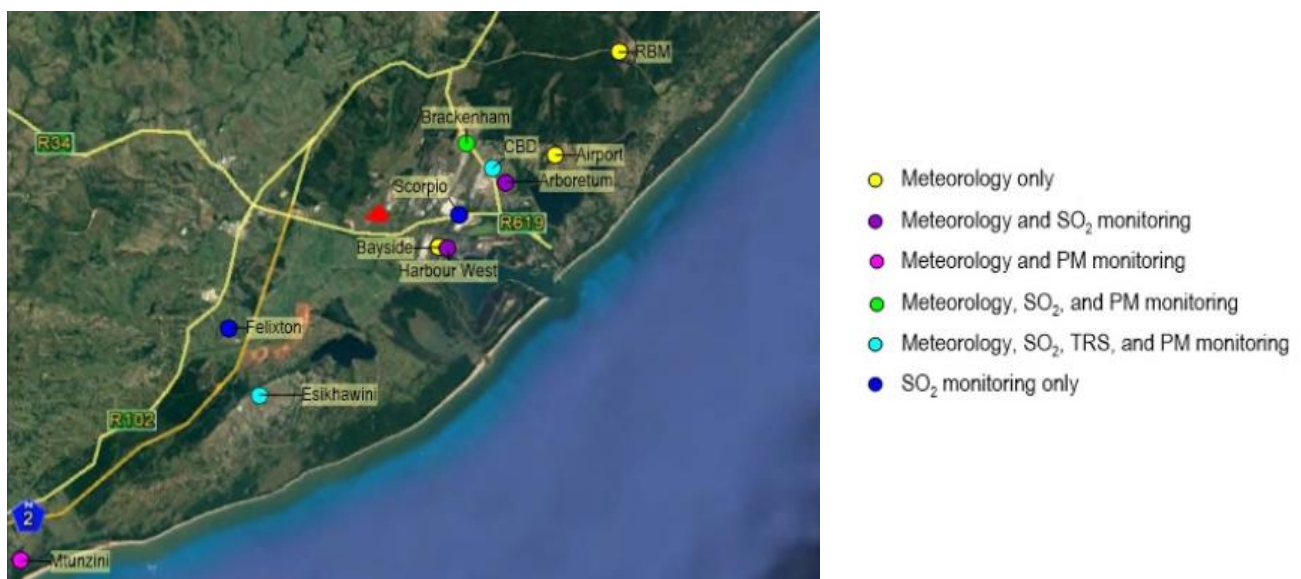 RBM
Brackenham
CBD
Airport
Arboretum
Scorpio
R34
R619
Bayside
Harbour West
Felixton
Esikhawini
R102
N
2
Mtunzini
Meteorology only
Meteorology and SO₂ monitoring
Meteorology and PM monitoring
Meteorology, SO₂, and PM monitoring
Meteorology, SO₂, TRS, and PM monitoring
SO₂ monitoring only